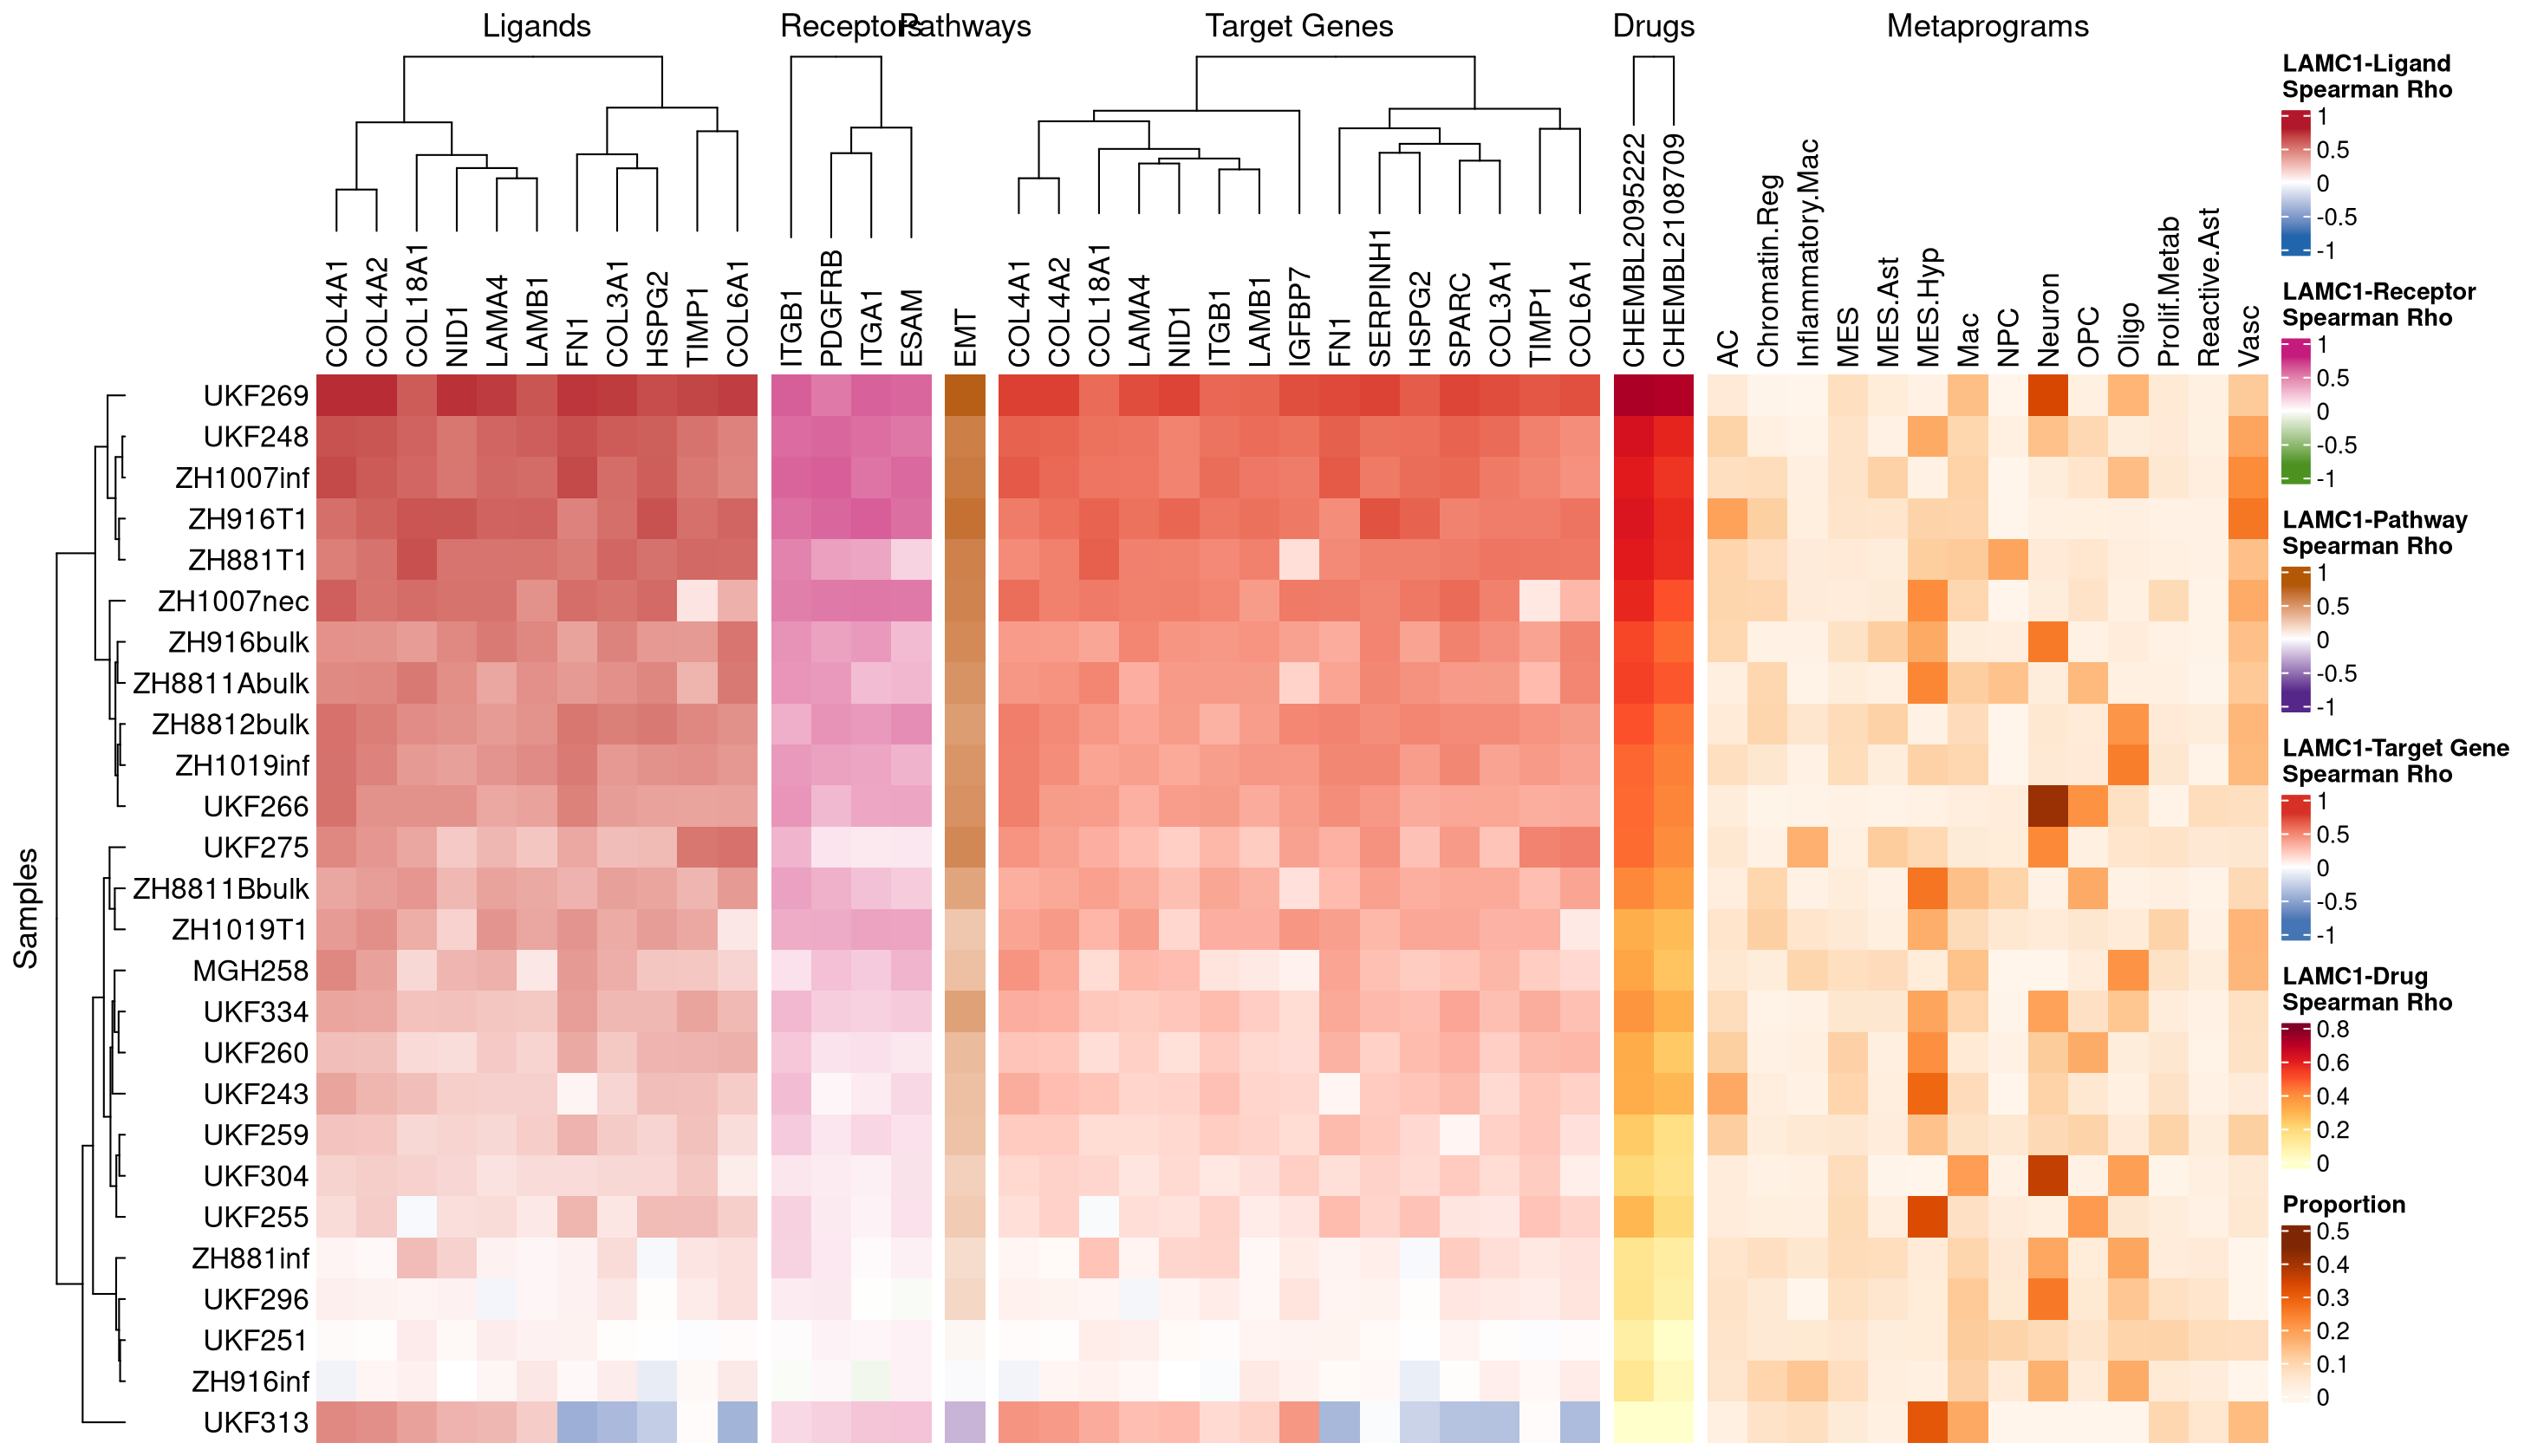 Ligands
Receptors
Pathways
Target Genes
Drugs
Metaprograms
COL4A1
COL4A2
COL18A1
NID1
LAMA4
LAMB1
FN1
COL3A1
HSPG2
TIMP1
COL6A1
ITGB1
PDGFRB
ITGA1
ESAM
EMT
COL4A1
COL4A2
COL18A1
LAMA4
NID1
ITGB1
LAMB1
IGFBP7
FN1
SERPINH1
HSPG2
SPARC
COL3A1
TIMP1
COL6A1
CHEMBL2095222
CHEMBL2108709
AC
Chromatin.Reg
Inflammatory.Mac
MES
MES.Ast
MES.Hyp
Mac
NPC
Neuron
OPC
Oligo
Prolif.Metab
Reactive.Ast
Vasc
Samples
UKF269
UKF248
ZH1007inf
ZH916T1
ZH881T1
ZH1007nec
ZH916bulk
ZH8811Abulk
ZH8812bulk
ZH1019inf
UKF266
UKF275
ZH8811Bbulk
ZH1019T1
MGH258
UKF334
UKF260
UKF243
UKF259
UKF304
UKF255
ZH881inf
UKF296
UKF251
ZH916inf
UKF313
LAMC1-Ligand
Spearman Rho
1
0.5
0
-0.5
-1
LAMC1-Receptor
Spearman Rho
1
0.5
0
-0.5
-1
LAMC1-Pathway
Spearman Rho
1
0.5
0
-0.5
-1
LAMC1-Target Gene
Spearman Rho
1
0.5
0
-0.5
-1
LAMC1-Drug
Spearman Rho
0.8
0.6
0.4
0.2
0
Proportion
0.5
0.4
0.3
0.2
0.1
0